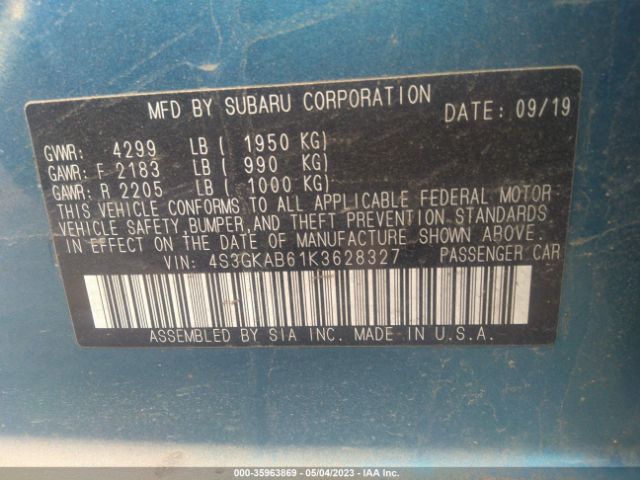 MFD BY SUBARU CORPORATION DATE: 09/19
GVWR: 4299 LB ( 1950 KG)
GAWR: F 2183 LB ( 990 KG)
GAWR: R 2205 LB ( 1000 KG)
THIS VEHICLE CONFORMS TO ALL APPLICABLE FEDERAL MOTOR
VEHICLE SAFETY, BUMPER, AND THEFT PREVENTION STANDARDS
IN EFFECT ON THE DATE OF MANUFACTURE SHOWN ABOVE.
VIN: 4S3GKAB61K3628327 PASSENGER CAR
ASSEMBLED BY SIA INC. MADE IN U.S.A.
000-35963869 - 05/04/2023 - IAA Inc.